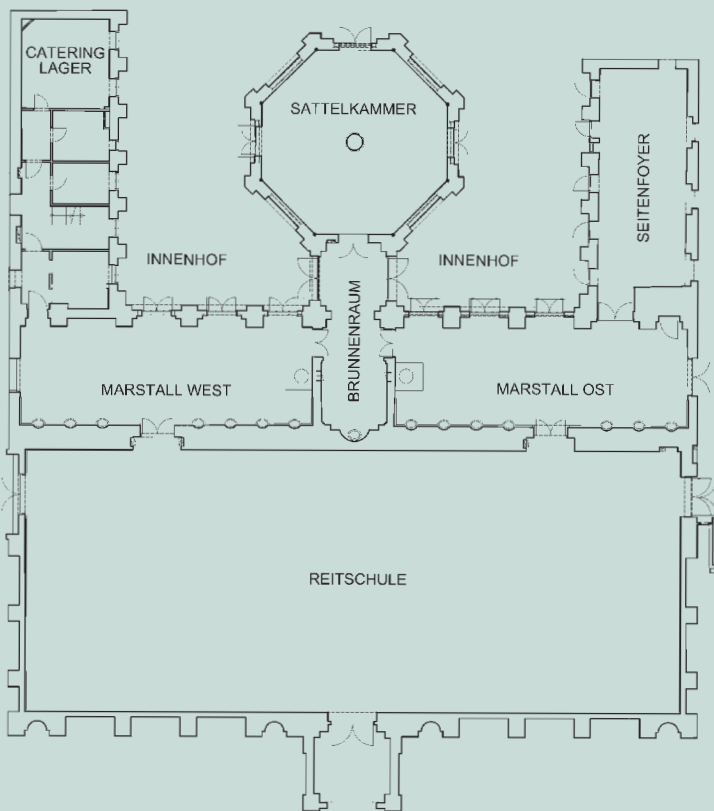 CATERING
LAGER
SATTELKAMMER
SEITENFOYER
INNENHOF
INNENHOF
BRUNNENRAUM
MARSTALL WEST
MARSTALL OST
REITSCHULE